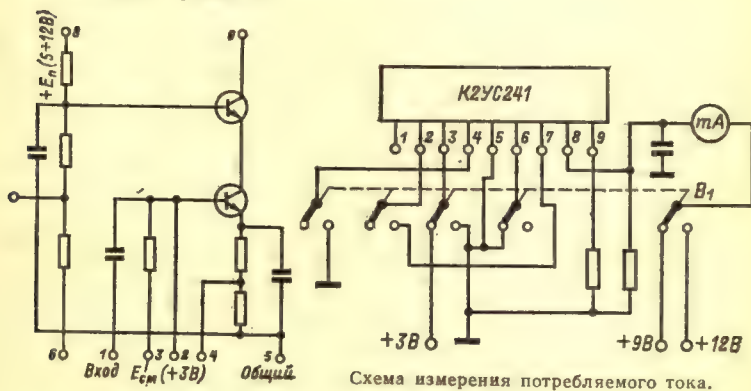 +Eп (5÷12В)
8
9
6
1
3
2
4
5
Вход
Eсм (+3В)
Общий
К2УС241
1
2
3
4
5
6
7
8
9
mA
В1
+3В
+9В
+12В
Схема измерения потребляемого тока.